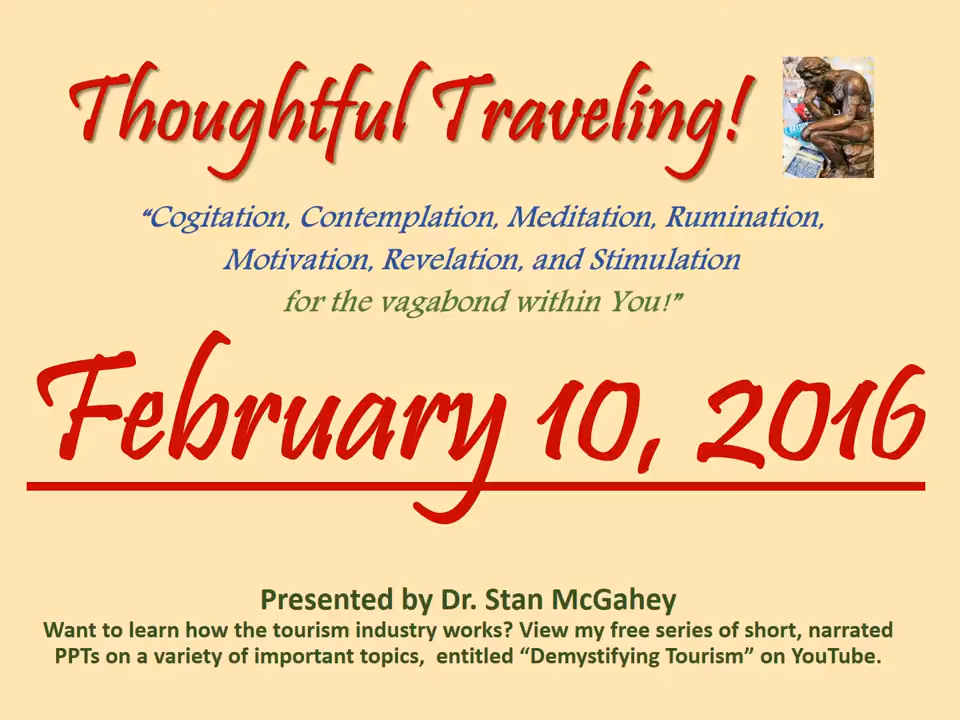 Thoughtful Traveling!
“Cogitation, Contemplation, Meditation, Rumination,
Motivation, Revelation, and Stimulation
for the vagabond within You!”
February 10, 2016
Presented by Dr. Stan McGahey
Want to learn how the tourism industry works? View my free series of short, narrated
PPTs on a variety of important topics,  entitled “Demystifying Tourism” on YouTube.